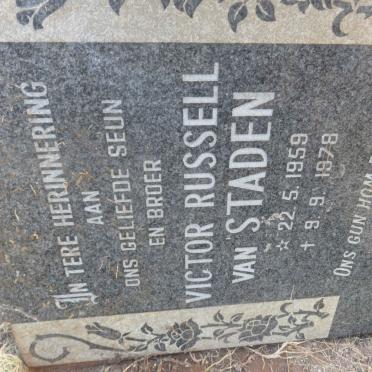 IN TERE HERINNERING
AAN
ONS GELIEFDE SEUN
EN BROER
VICTOR RUSSELL
VAN STADEN
☆ 22.5.1959
✝ 9.9.1978
ONS GUN HOM